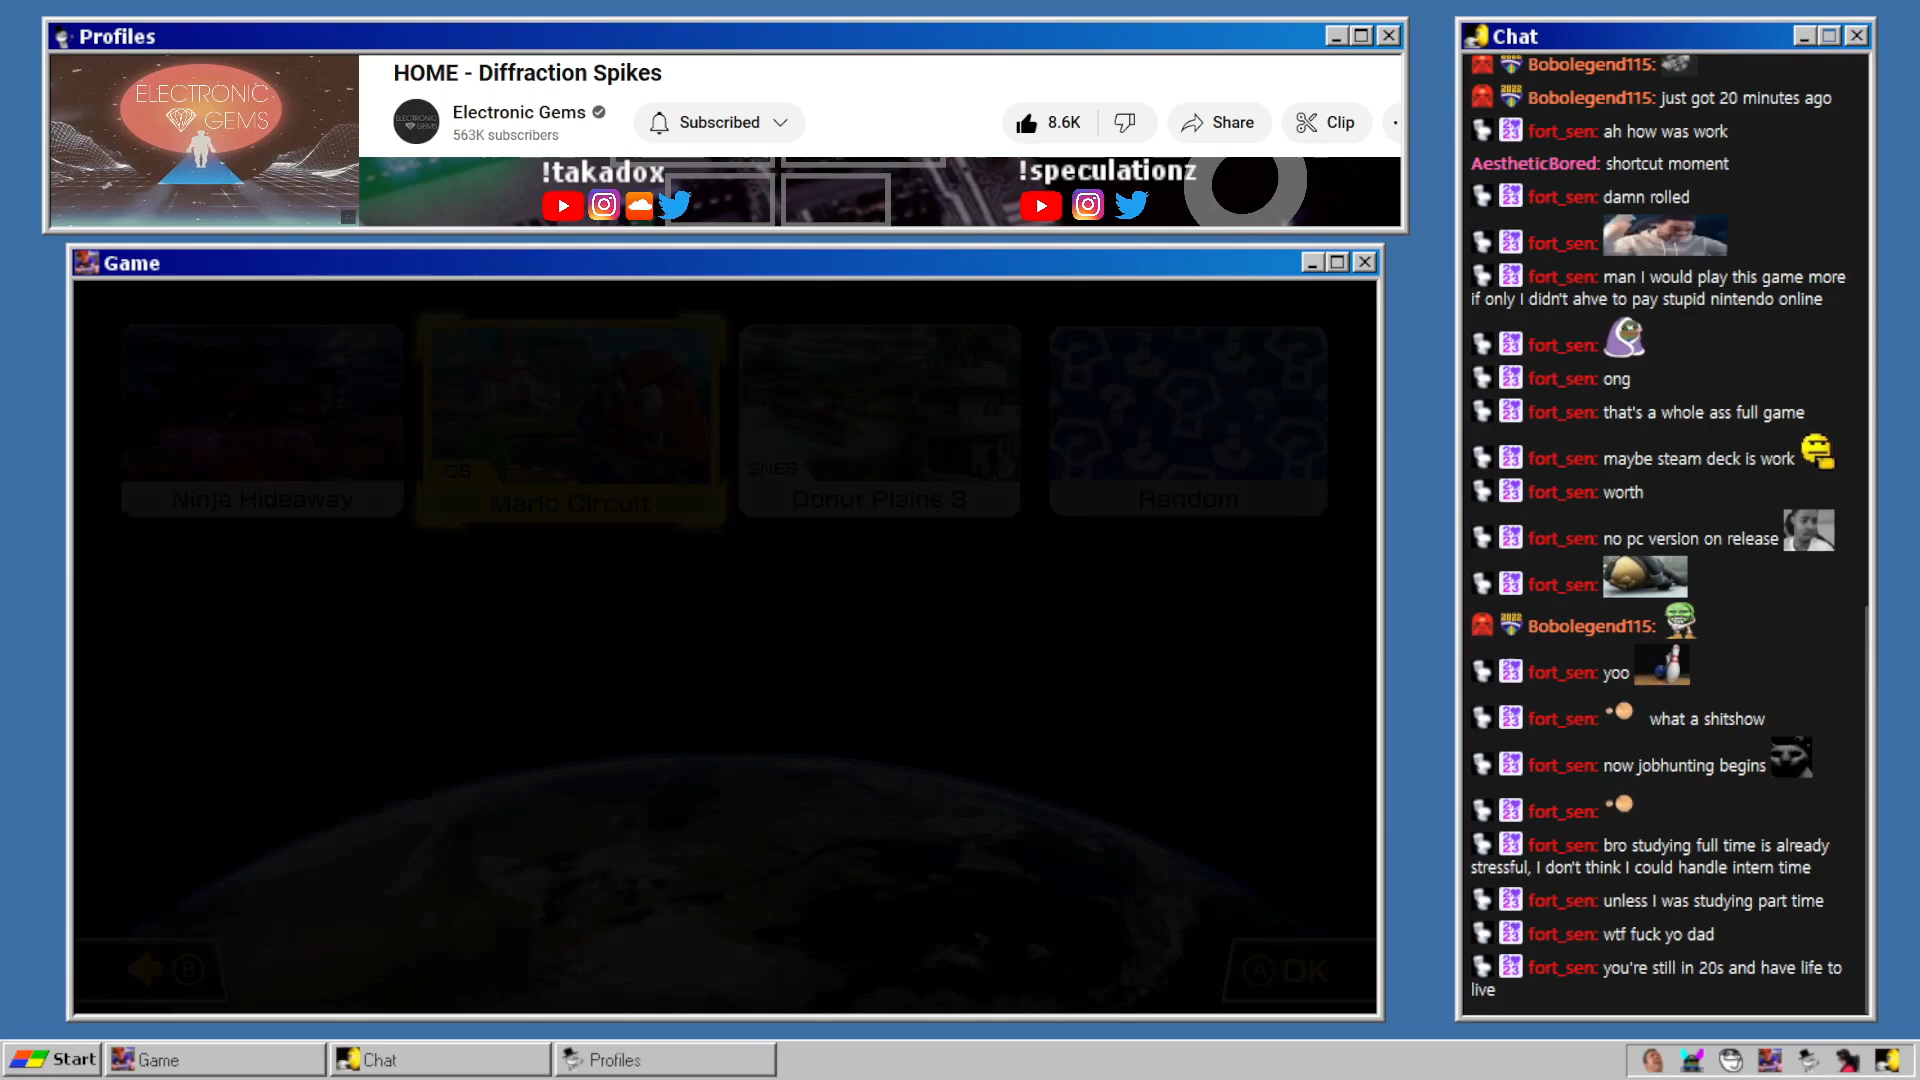 Profiles
ELECTRONIC
GEMS
HOME - Diffraction Spikes
Electronic Gems
563K subscribers
Subscribed
8.6K
Share
Clip
!takadox
!speculationz
Game
Ninja Hideaway
DS
Mario Circuit
SNES
Donut Plains 3
Random
B
A OK
Chat
Bobolegend115:
Bobolegend115: just got 20 minutes ago
fort_sen: ah how was work
AestheticBored: shortcut moment
fort_sen: damn rolled
fort_sen:
fort_sen: man I would play this game more
if only I didn't ahve to pay stupid nintendo online
fort_sen:
fort_sen: ong
fort_sen: that's a whole ass full game
fort_sen: maybe steam deck is work
fort_sen: worth
fort_sen: no pc version on release
fort_sen:
Bobolegend115:
fort_sen: yoo
fort_sen: what a shitshow
fort_sen: now jobhunting begins
fort_sen:
fort_sen: bro studying full time is already
stressful, I don't think I could handle intern time
fort_sen: unless I was studying part time
fort_sen: wtf fuck yo dad
fort_sen: you're still in 20s and have life to
live
Start
Game
Chat
Profiles